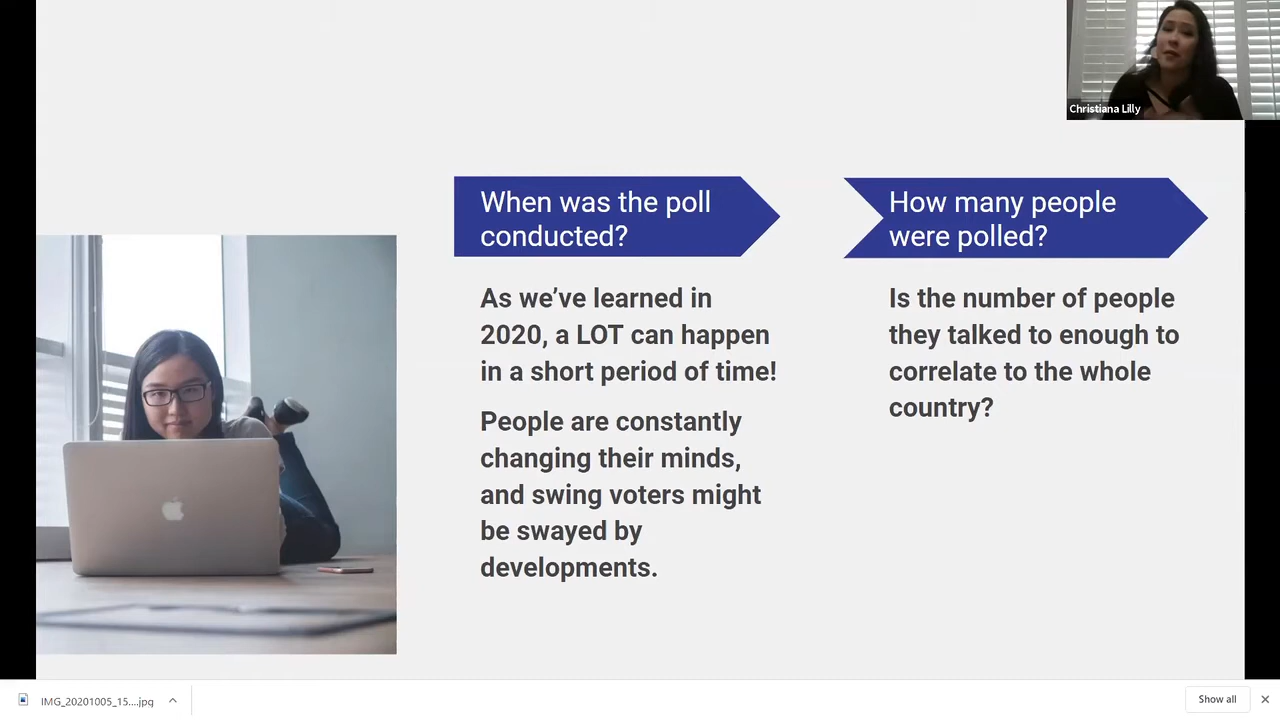 Christiana Lilly
When was the poll
conducted?
As we’ve learned in
2020, a LOT can happen
in a short period of time!
People are constantly
changing their minds,
and swing voters might
be swayed by
developments.
How many people
were polled?
Is the number of people
they talked to enough to
correlate to the whole
country?
IMG_20201005_15....jpg
Show all